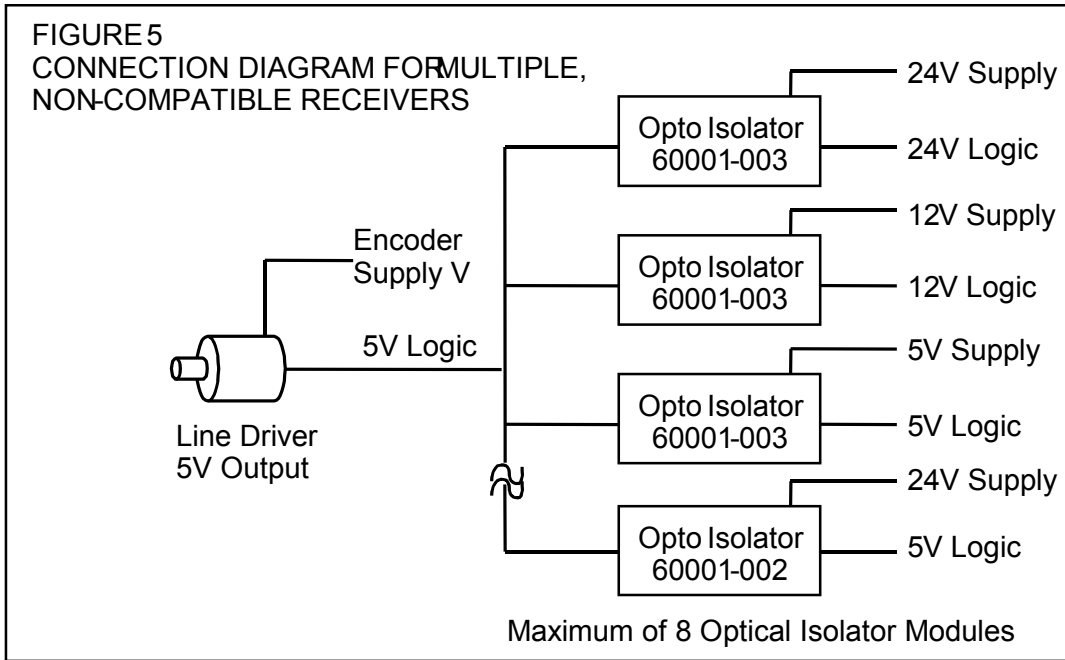 FIGURE 5
CONNECTION DIAGRAM FOR MULTIPLE,
NON-COMPATIBLE RECEIVERS
Encoder
Supply V
5V Logic
Line Driver
5V Output
Opto Isolator
60001-003
24V Supply
24V Logic
Opto Isolator
60001-003
12V Supply
12V Logic
Opto Isolator
60001-003
5V Supply
5V Logic
Opto Isolator
60001-002
24V Supply
5V Logic
Maximum of 8 Optical Isolator Modules